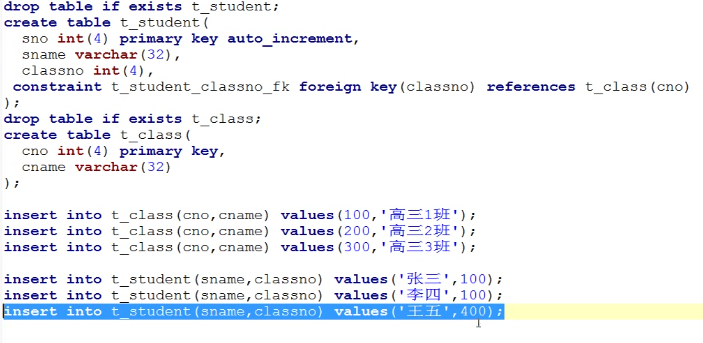 drop table if exists t_student;
create table t_student(
  sno int(4) primary key auto_increment,
  sname varchar(32),
  classno int(4),
 constraint t_student_classno_fk foreign key(classno) references t_class(cno)
);
drop table if exists t_class;
create table t_class(
  cno int(4) primary key,
  cname varchar(32)
);
insert into t_class(cno,cname) values(100,'高三1班');
insert into t_class(cno,cname) values(200,'高三2班');
insert into t_class(cno,cname) values(300,'高三3班');
insert into t_student(sname,classno) values('张三',100);
insert into t_student(sname,classno) values('李四',100);
insert into t_student(sname,classno) values('王五',400);